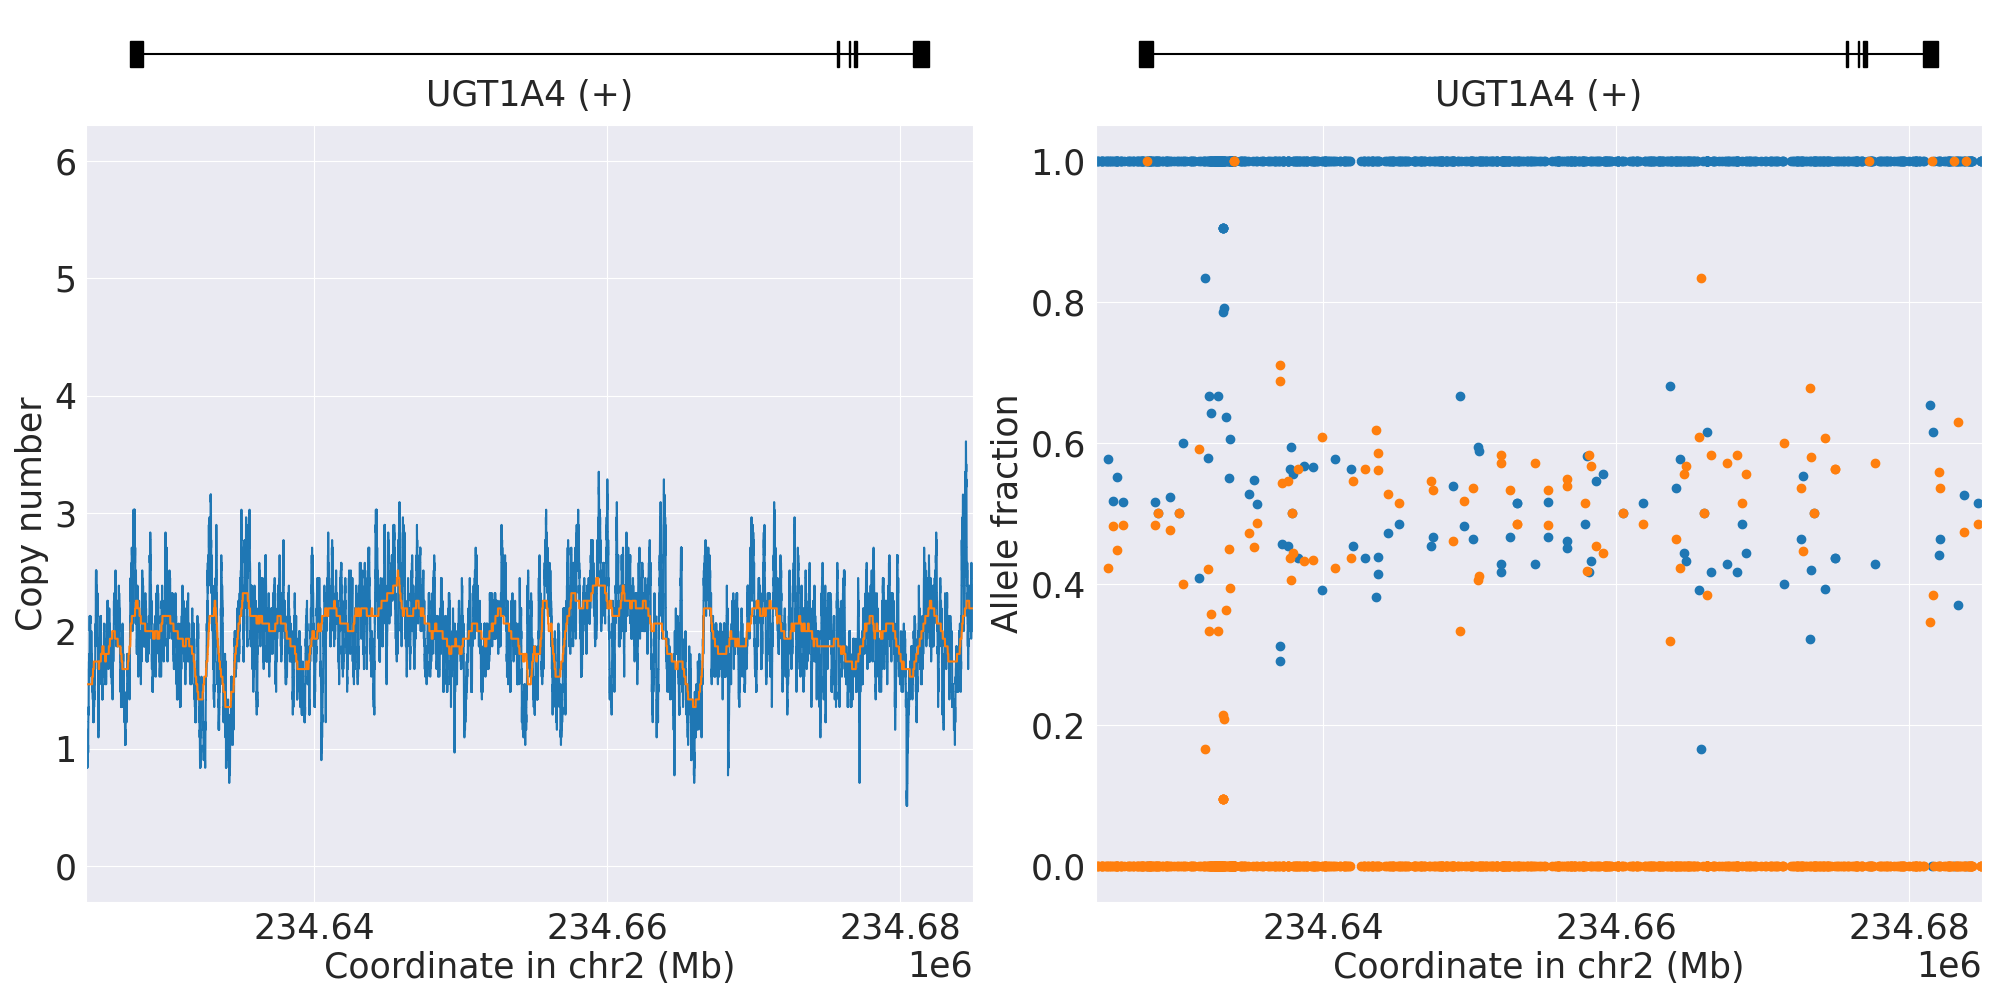 UGT1A4 (+)
6
5
4
3
2
1
0
Copy number
234.64
234.66
234.68
Coordinate in chr2 (Mb)
1e6
UGT1A4 (+)
1.0
0.8
0.6
0.4
0.2
0.0
Allele fraction
234.64
234.66
234.68
Coordinate in chr2 (Mb)
1e6